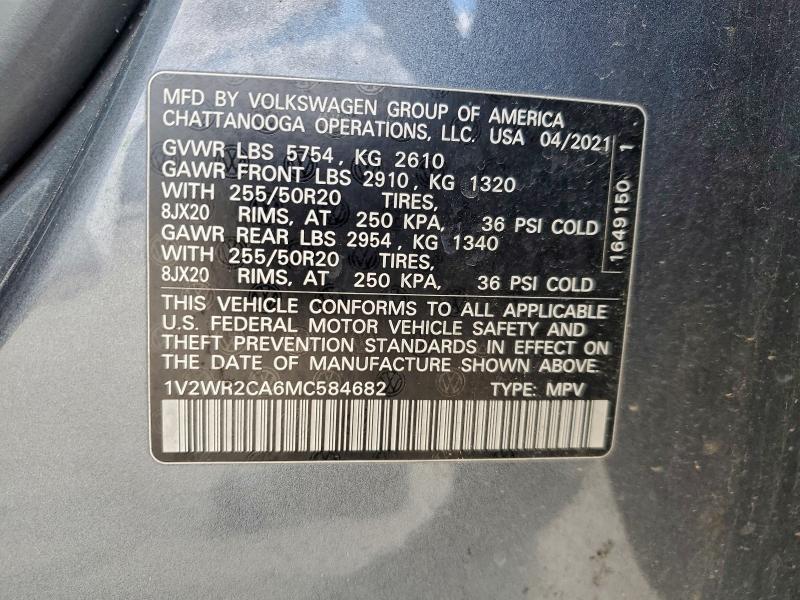 MFD BY VOLKSWAGEN GROUP OF AMERICA
CHATTANOOGA OPERATIONS, LLC. USA 04/2021
GVWR LBS 5754, KG 2610
GAWR FRONT LBS 2910, KG 1320
WITH 255/50R20 TIRES,
8JX20 RIMS, AT 250 KPA, 36 PSI COLD
GAWR REAR LBS 2954, KG 1340
WITH 255/50R20 TIRES,
8JX20 RIMS, AT 250 KPA, 36 PSI COLD
1649150 1
THIS VEHICLE CONFORMS TO ALL APPLICABLE
U.S. FEDERAL MOTOR VEHICLE SAFETY AND
THEFT PREVENTION STANDARDS IN EFFECT ON
THE DATE OF MANUFACTURE SHOWN ABOVE.
1V2WR2CA6MC584682 TYPE: MPV